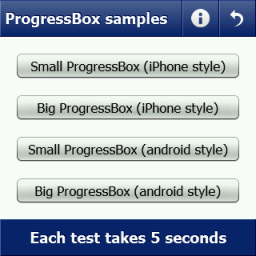 ProgressBox samples
Small ProgressBox (iPhone style)
Big ProgressBox (iPhone style)
Small ProgressBox (android style)
Big ProgressBox (android style)
Each test takes 5 seconds